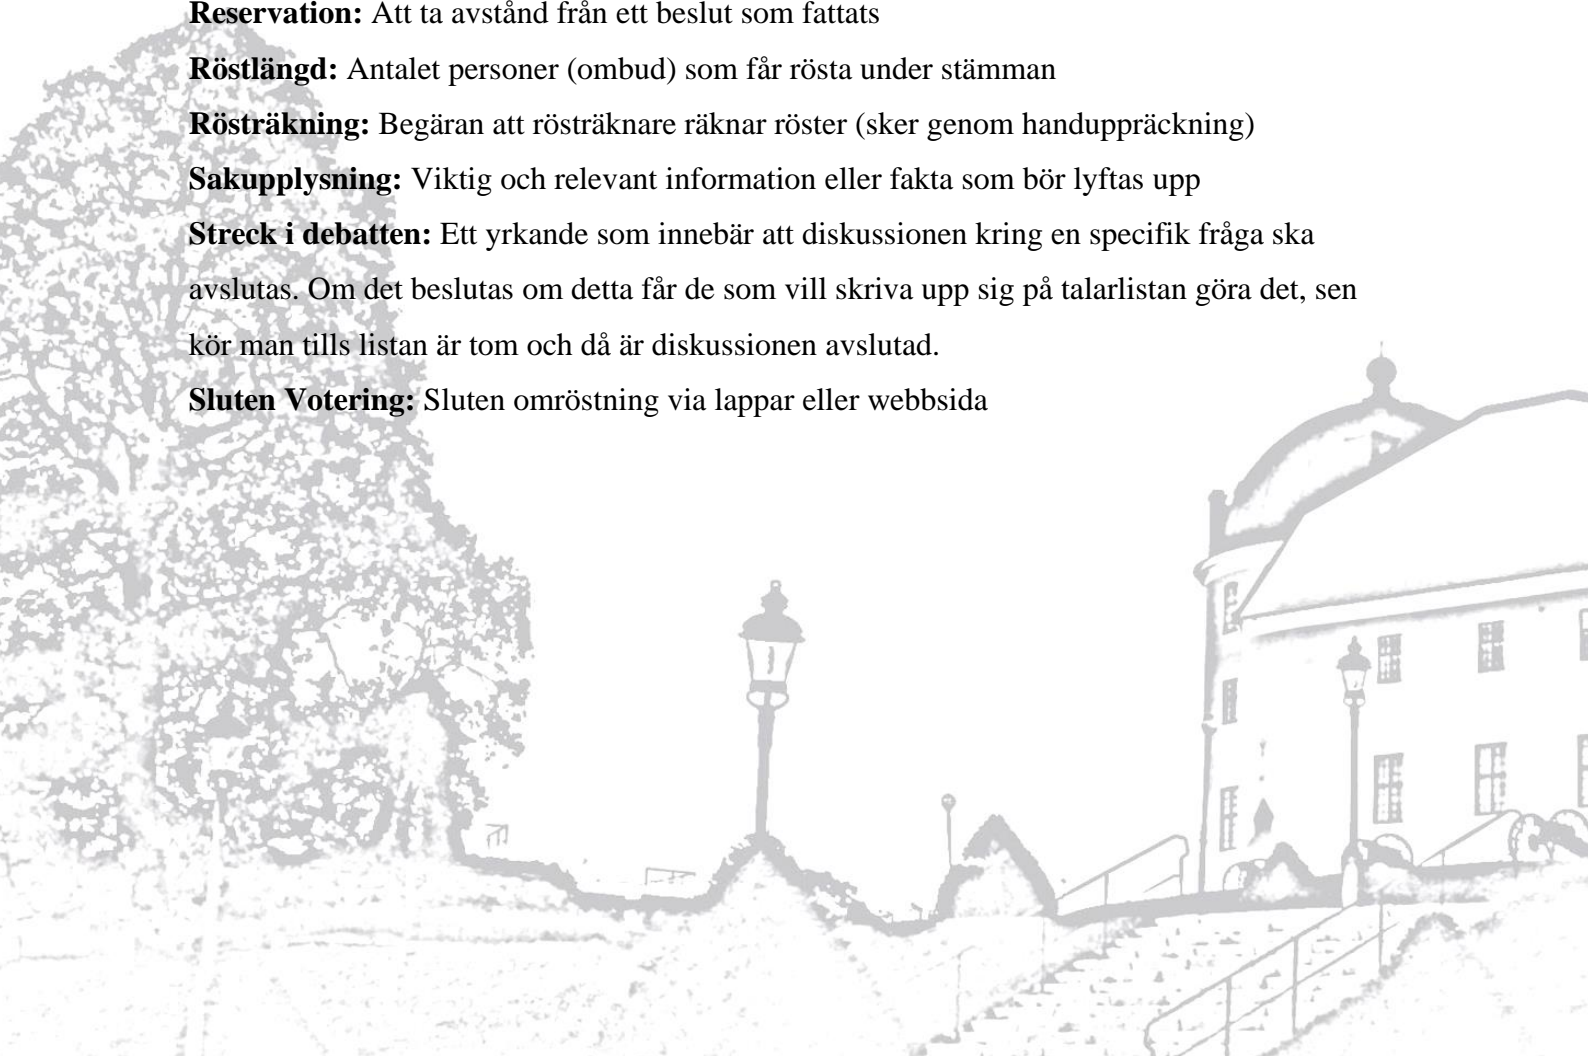 Reservation: Att ta avstånd från ett beslut som fattats
Röstlängd: Antalet personer (ombud) som får rösta under stämman
Rösträkning: Begäran att rösträknare räknar röster (sker genom handuppräckning)
Sakupplysning: Viktig och relevant information eller fakta som bör lyftas upp
Streck i debatten: Ett yrkande som innebär att diskussionen kring en specifik fråga ska
avslutas. Om det beslutas om detta får de som vill skriva upp sig på talarlistan göra det, sen
kör man tills listan är tom och då är diskussionen avslutad.
Sluten Votering: Sluten omröstning via lappar eller webbsida